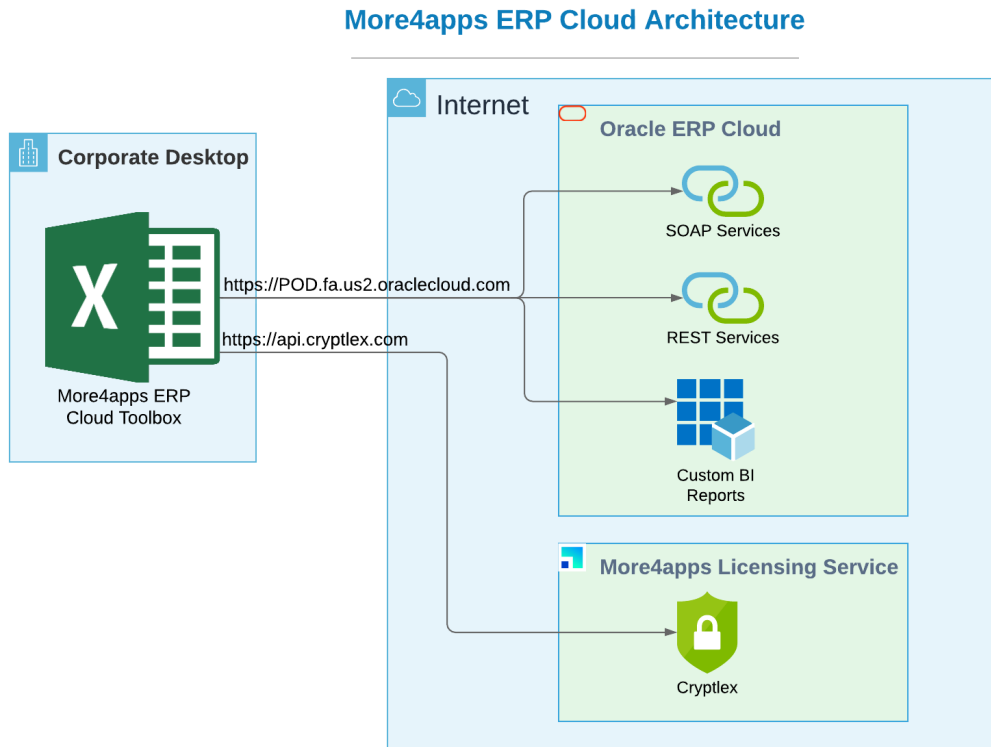 More4apps ERP Cloud Architecture
Internet
Oracle ERP Cloud
Corporate Desktop
SOAP Services
https://POD.fa.us2.oraclecloud.com
REST Services
https://api.cryptlex.com
X
More4apps ERP
Cloud Toolbox
Custom BI
Reports
More4apps Licensing Service
Cryptlex